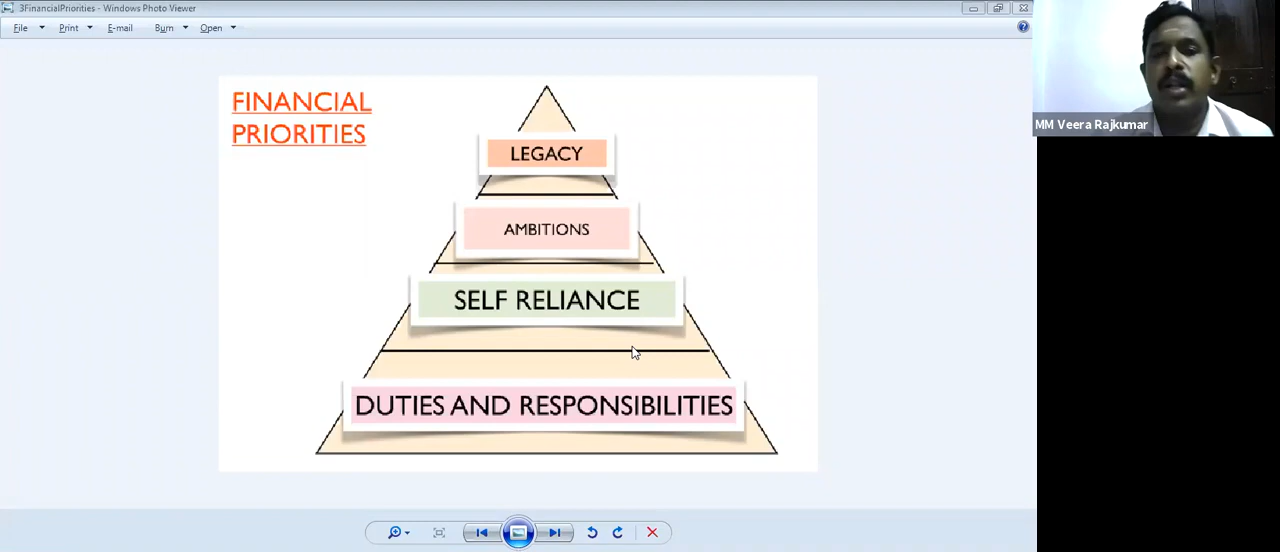 3FinancialPriorities - Windows Photo Viewer
File Print E-mail Burn Open
FINANCIAL
PRIORITIES
LEGACY
AMBITIONS
SELF RELIANCE
DUTIES AND RESPONSIBILITIES
MM Veera Rajkumar